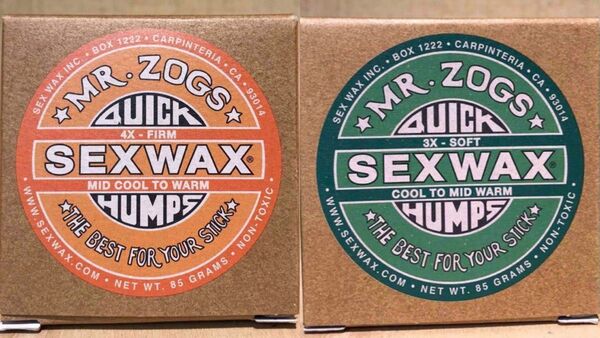 SEX WAX INC. • BOX 1222 • CARPINTERIA • CA • 93014
MR. ZOGS
QUICK
4X - FIRM
SEXWAX®
MID COOL TO WARM
HUMPS
THE BEST FOR YOUR STICK
WWW.SEXWAX.COM • NET WT. 85 GRAMS • NON-TOXIC •
SEX WAX INC. • BOX 1222 • CARPINTERIA • CA • 93014
MR. ZOGS
QUICK
3X - SOFT
SEXWAX®
COOL TO MID WARM
HUMPS
THE BEST FOR YOUR STICK
WWW.SEXWAX.COM • NET WT. 85 GRAMS • NON-TOXIC •